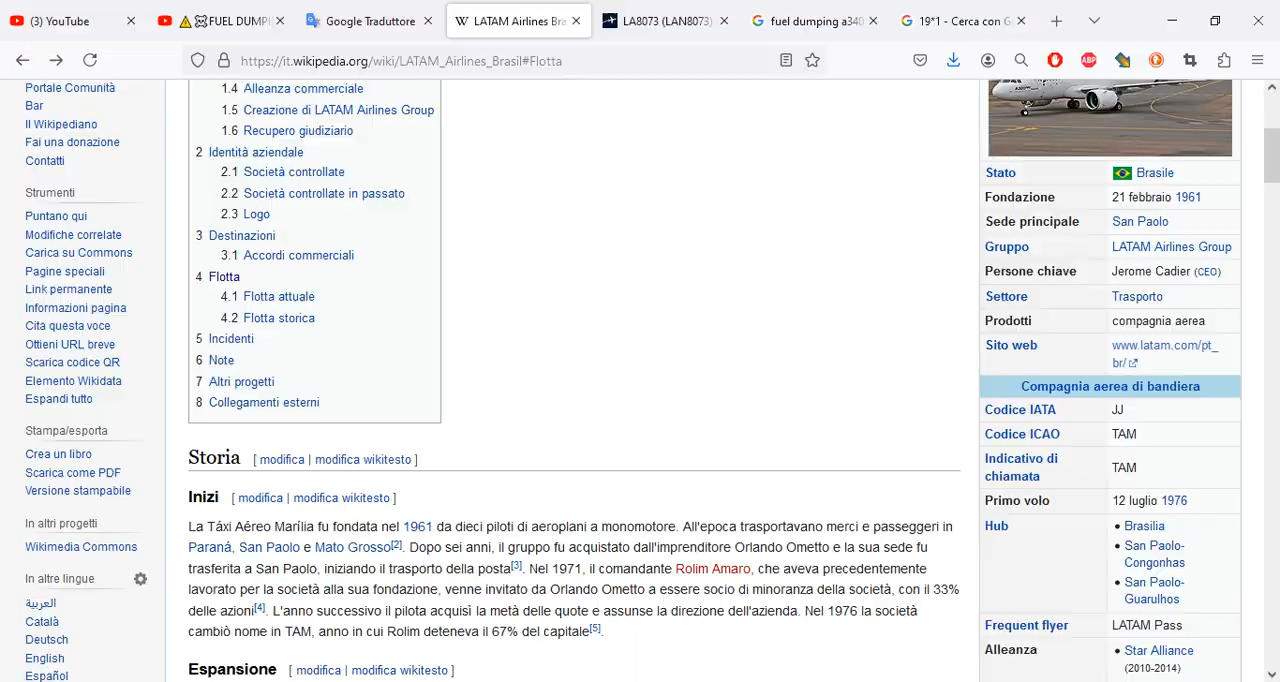 (3) YouTube
FUEL DUMPI
Google Traduttore
LATAM Airlines Bra
LA8073 (LAN8073)
fuel dumping a340
19*1 - Cerca con G
https://it.wikipedia.org/wiki/LATAM_Airlines_Brasil#Flotta
ABP
Portale Comunità
Bar
Il Wikipediano
Fai una donazione
Contatti
Strumenti
Puntano qui
Modifiche correlate
Carica su Commons
Pagine speciali
Link permanente
Informazioni pagina
Cita questa voce
Ottieni URL breve
Scarica codice QR
Elemento Wikidata
Espandi tutto
Stampa/esporta
Crea un libro
Scarica come PDF
Versione stampabile
In altri progetti
Wikimedia Commons
In altre lingue
العربية
Català
Deutsch
English
Español
1.4 Alleanza commerciale
1.5 Creazione di LATAM Airlines Group
1.6 Recupero giudiziario
2 Identità aziendale
2.1 Società controllate
2.2 Società controllate in passato
2.3 Logo
3 Destinazioni
3.1 Accordi commerciali
4 Flotta
4.1 Flotta attuale
4.2 Flotta storica
5 Incidenti
6 Note
7 Altri progetti
8 Collegamenti esterni
Storia [ modifica | modifica wikitesto ]
Inizi [ modifica | modifica wikitesto ]
La Táxi Aéreo Marília fu fondata nel 1961 da dieci piloti di aeroplani a monomotore. All'epoca trasportavano merci e passeggeri in
Paraná, San Paolo e Mato Grosso[2]. Dopo sei anni, il gruppo fu acquistato dall'imprenditore Orlando Ometto e la sua sede fu
trasferita a San Paolo, iniziando il trasporto della posta[3]. Nel 1971, il comandante Rolim Amaro, che aveva precedentemente
lavorato per la società alla sua fondazione, venne invitato da Orlando Ometto a essere socio di minoranza della società, con il 33%
delle azioni[4]. L'anno successivo il pilota acquisì la metà delle quote e assunse la direzione dell'azienda. Nel 1976 la società
cambiò nome in TAM, anno in cui Rolim deteneva il 67% del capitale[5].
Espansione [ modifica | modifica wikitesto ]
Stato Brasile
Fondazione 21 febbraio 1961
Sede principale San Paolo
Gruppo LATAM Airlines Group
Persone chiave Jerome Cadier (CEO)
Settore Trasporto
Prodotti compagnia aerea
Sito web www.latam.com/pt_
br/
Compagnia aerea di bandiera
Codice IATA JJ
Codice ICAO TAM
Indicativo di
chiamata TAM
Primo volo 12 luglio 1976
Hub • Brasilia
• San Paolo-
Congonhas
• San Paolo-
Guarulhos
Frequent flyer LATAM Pass
Alleanza • Star Alliance
(2010-2014)